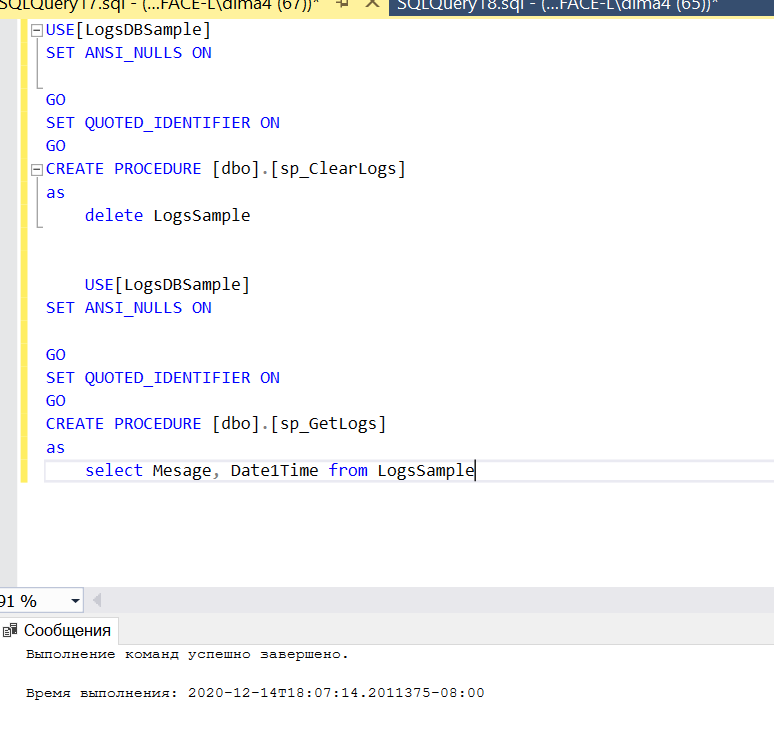 SQLQuery17.sql - (...FACE-L\dima4 (67))*
SQLQuery18.sql - (...FACE-L\dima4 (65))*
USE[LogsDBSample]
SET ANSI_NULLS ON
GO
SET QUOTED_IDENTIFIER ON
GO
CREATE PROCEDURE [dbo].[sp_ClearLogs]
as
delete LogsSample
USE[LogsDBSample]
SET ANSI_NULLS ON
GO
SET QUOTED_IDENTIFIER ON
GO
CREATE PROCEDURE [dbo].[sp_GetLogs]
as
select Mesage, Date1Time from LogsSample
91 %
Сообщения
Выполнение команд успешно завершено.
Время выполнения: 2020-12-14T18:07:14.2011375-08:00